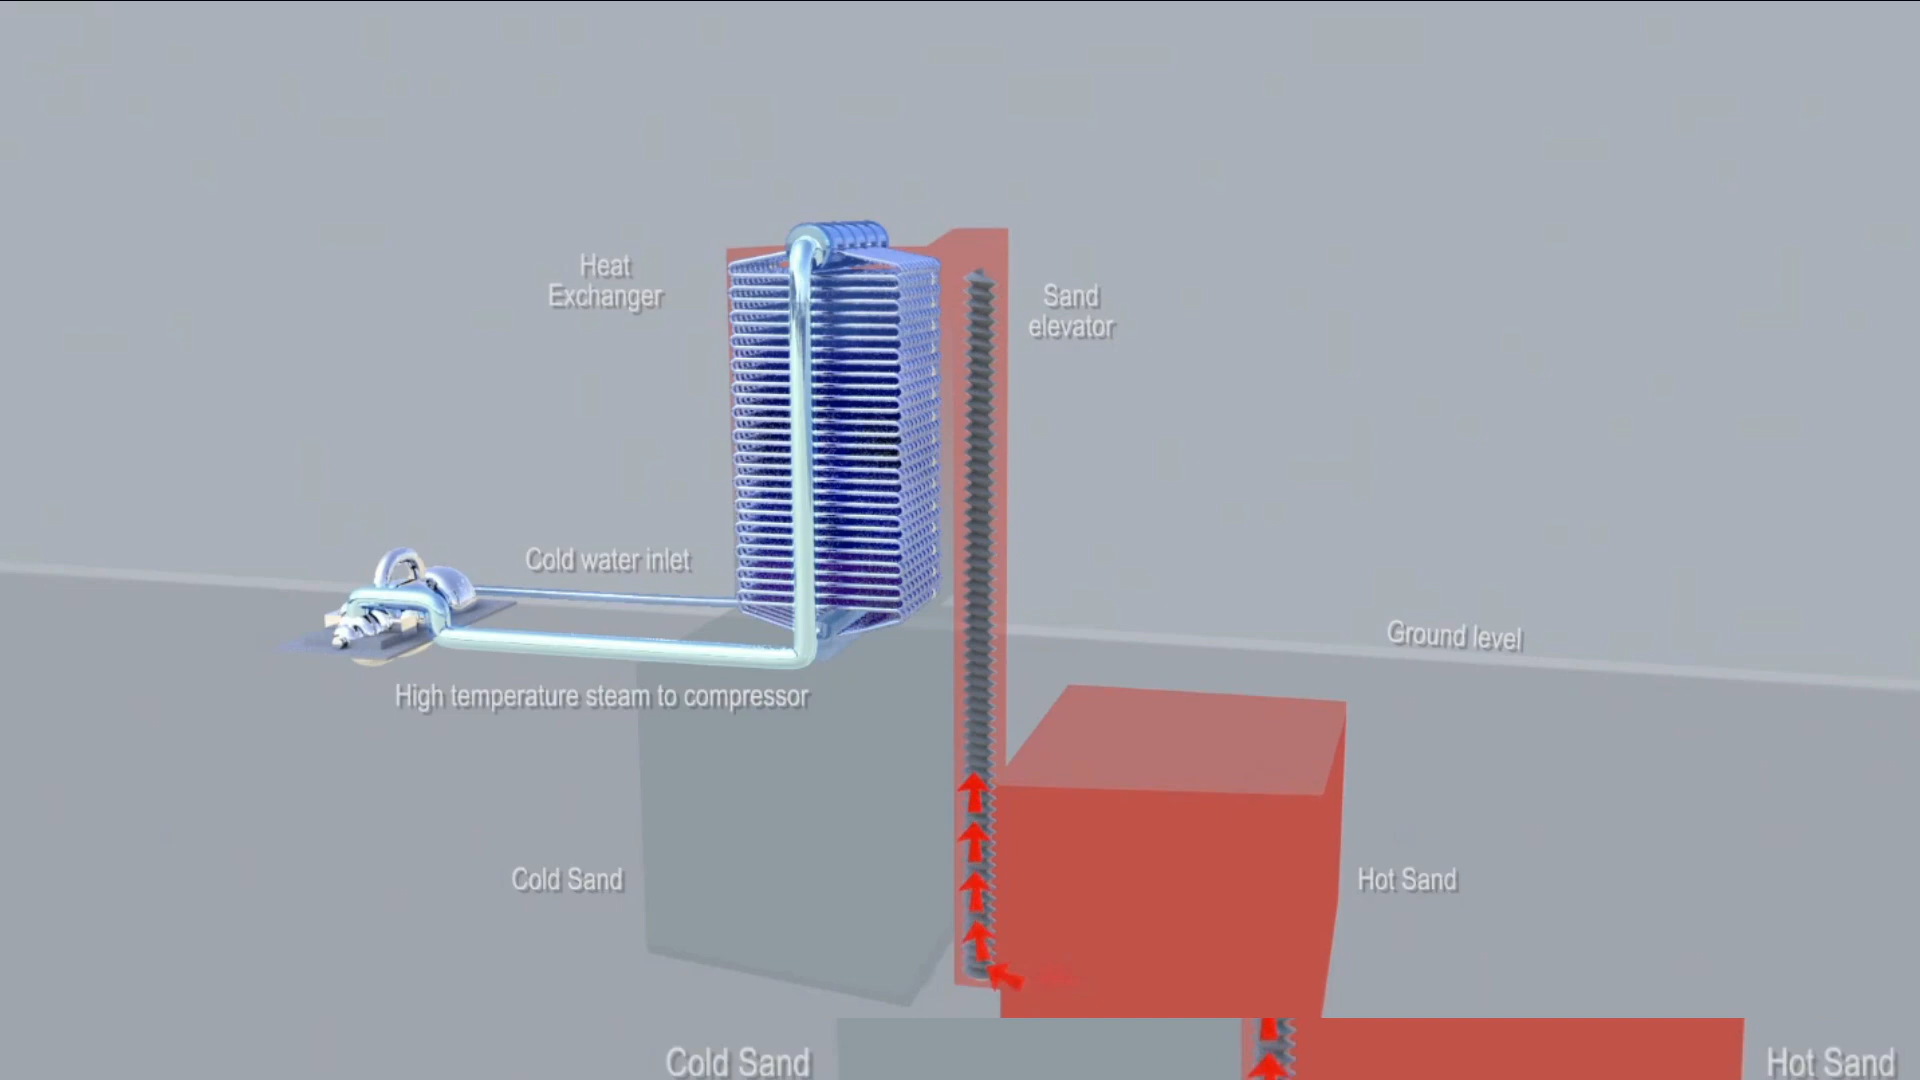 Heat
Exchanger
Sand
elevator
Cold water inlet
Ground level
High temperature steam to compressor
Cold Sand
Hot Sand
Cold Sand
Hot Sand